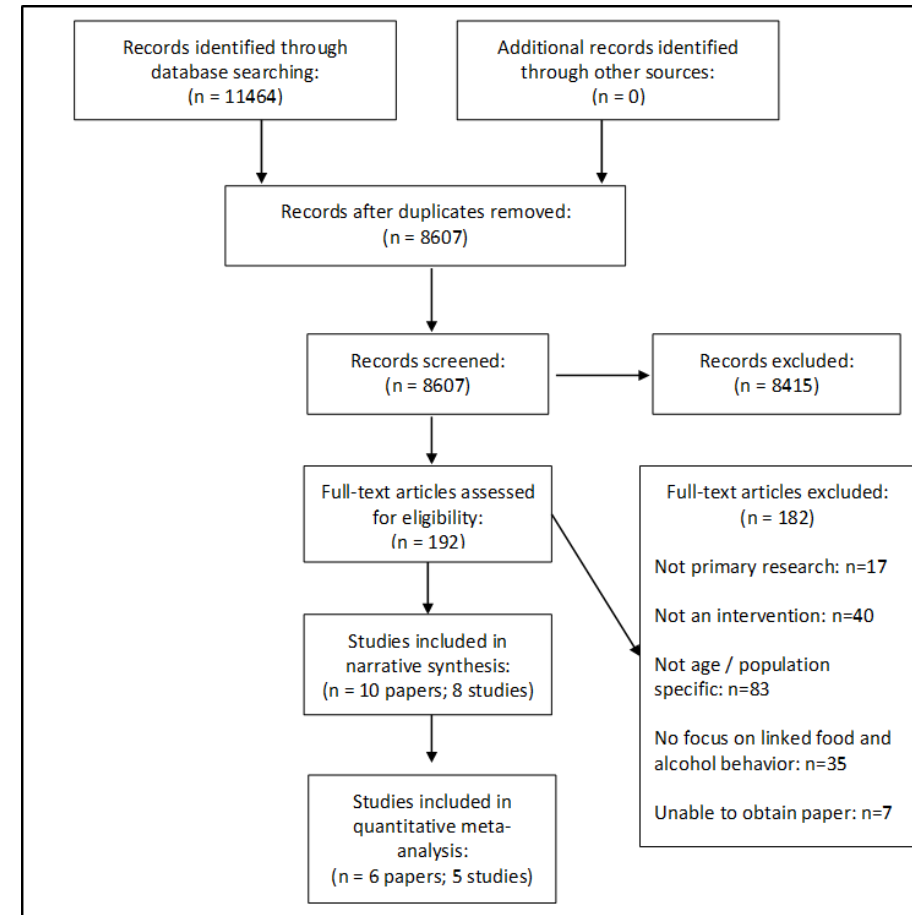 Records identified through
database searching:
(n = 11464)
Additional records identified
through other sources:
(n = 0)
Records after duplicates removed:
(n = 8607)
Records screened:
(n = 8607)
Records excluded:
(n = 8415)
Full-text articles assessed
for eligibility:
(n = 192)
Full-text articles excluded:
(n = 182)
Not primary research: n=17
Not an intervention: n=40
Not age / population
specific: n=83
No focus on linked food and
alcohol behavior: n=35
Unable to obtain paper: n=7
Studies included in
narrative synthesis:
(n = 10 papers; 8 studies)
Studies included in
quantitative meta-
analysis:
(n = 6 papers; 5 studies)